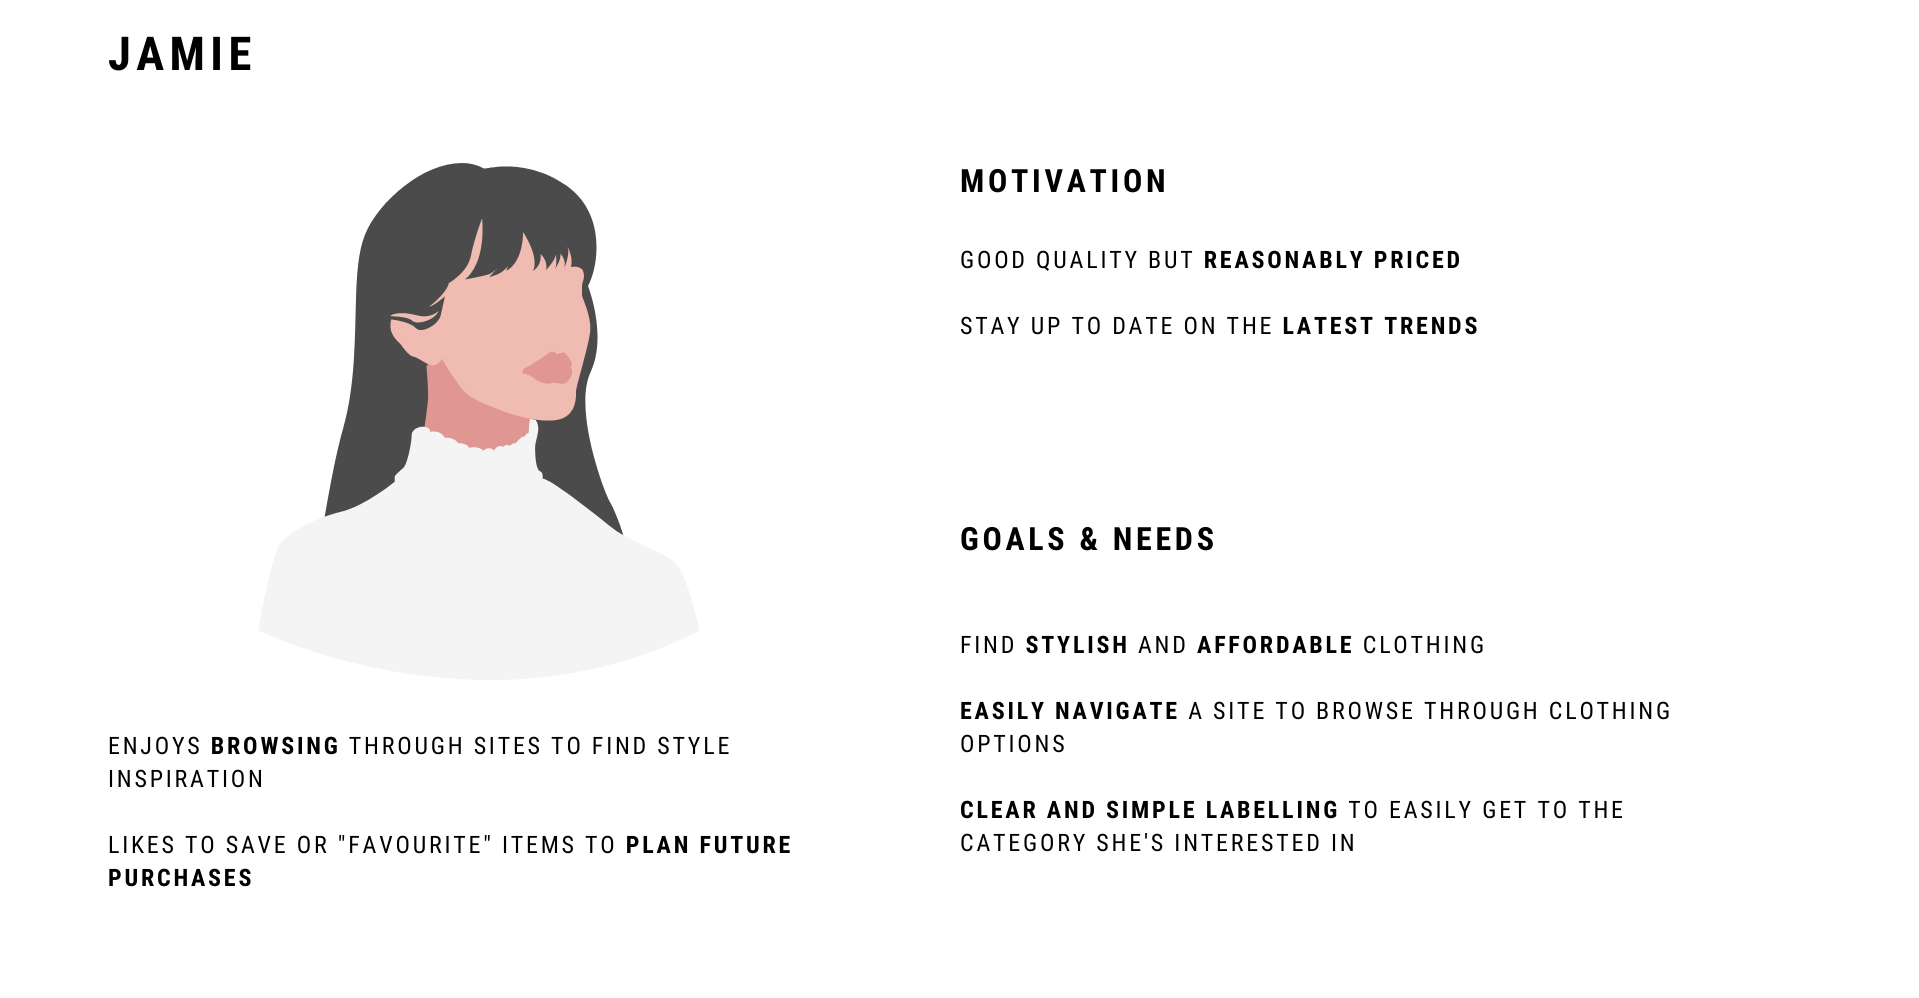 JAMIE
ENJOYS BROWSING THROUGH SITES TO FIND STYLE
INSPIRATION
LIKES TO SAVE OR "FAVOURITE" ITEMS TO PLAN FUTURE
PURCHASES
MOTIVATION
GOOD QUALITY BUT REASONABLY PRICED
STAY UP TO DATE ON THE LATEST TRENDS
GOALS & NEEDS
FIND STYLISH AND AFFORDABLE CLOTHING
EASILY NAVIGATE A SITE TO BROWSE THROUGH CLOTHING
OPTIONS
CLEAR AND SIMPLE LABELLING TO EASILY GET TO THE
CATEGORY SHE'S INTERESTED IN